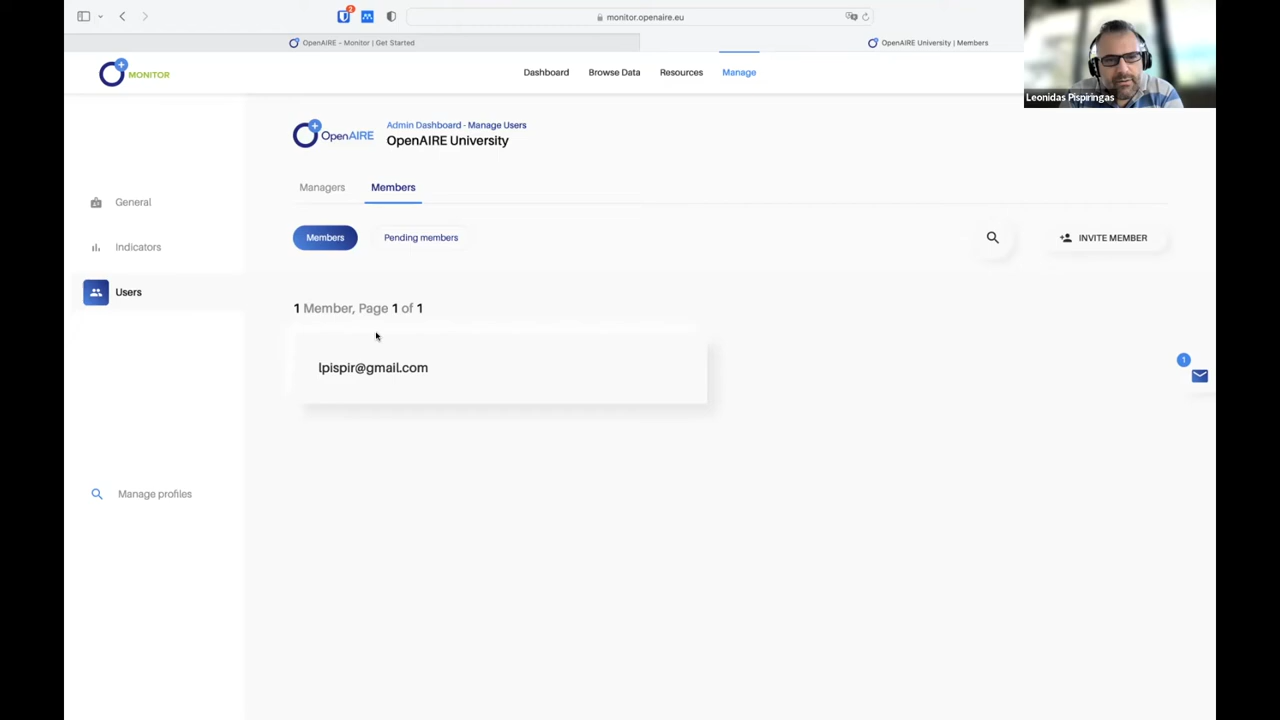 3
monitor.openaire.eu
OpenAIRE – Monitor | Get Started
OpenAIRE University | Members
MONITOR
Dashboard
Browse Data
Resources
Manage
Leonidas Pispiringas
OpenAIRE
Admin Dashboard - Manage Users
OpenAIRE University
General
Indicators
Users
Manage profiles
Managers
Members
Members
Pending members
INVITE MEMBER
1 Member, Page 1 of 1
lpispir@gmail.com
1